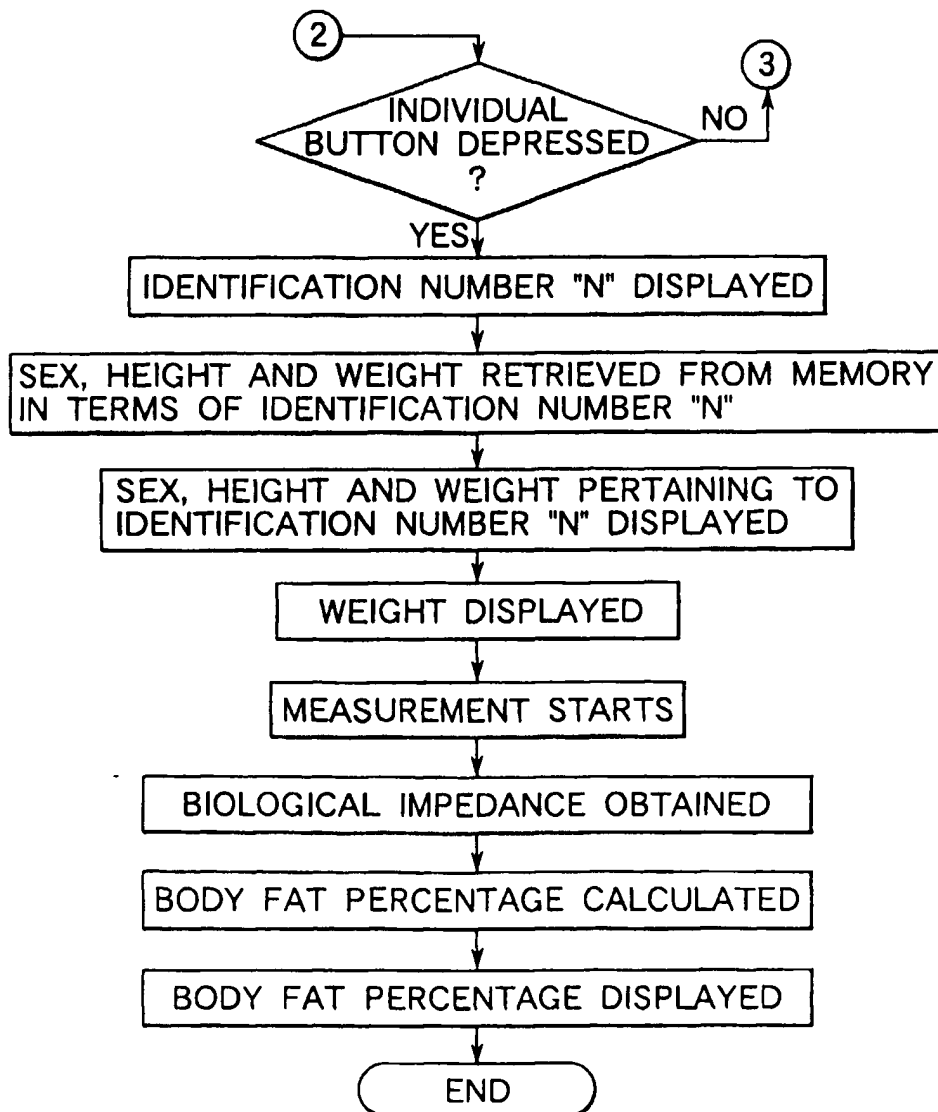 2
3
INDIVIDUAL
BUTTON DEPRESSED
?
NO
YES
IDENTIFICATION NUMBER "N" DISPLAYED
SEX, HEIGHT AND WEIGHT RETRIEVED FROM MEMORY
IN TERMS OF IDENTIFICATION NUMBER "N"
SEX, HEIGHT AND WEIGHT PERTAINING TO
IDENTIFICATION NUMBER "N" DISPLAYED
WEIGHT DISPLAYED
MEASUREMENT STARTS
BIOLOGICAL IMPEDANCE OBTAINED
BODY FAT PERCENTAGE CALCULATED
BODY FAT PERCENTAGE DISPLAYED
END